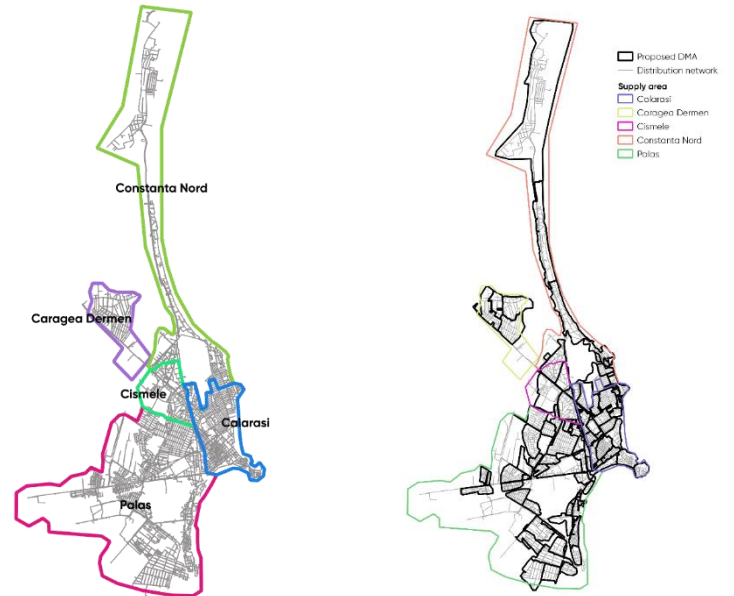 Constanta Nord
Caragea Dermen
Cismele
Calarasi
Palas
Proposed DMA
Distribution network
Supply area
Calarasi
Caragea Dermen
Cismele
Constanta Nord
Palas